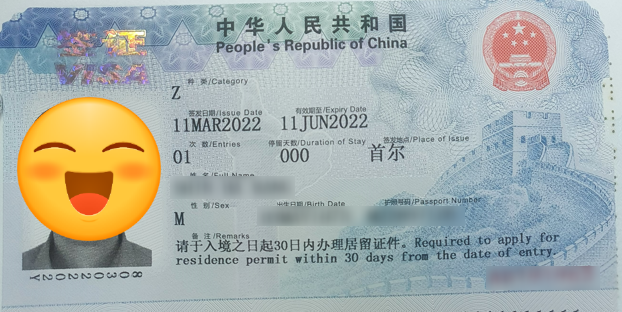 签证
VISA
中华人民共和国
People's Republic of China
种 类/Category
Z
签发日期/Issue Date 有效期至/Expiry Date
11MAR2022 11JUN2022
次 数/Entries 停留天数/Duration of Stay 签发地点/Place of Issue
01 000 首尔
姓 名/Full Name
性 别/Sex 出生日期/Birth Date 护照号码/Passport Number
M
备 注/Remarks
请于入境之日起30日内办理居留证件。Required to apply for
residence permit within 30 days from the date of entry.